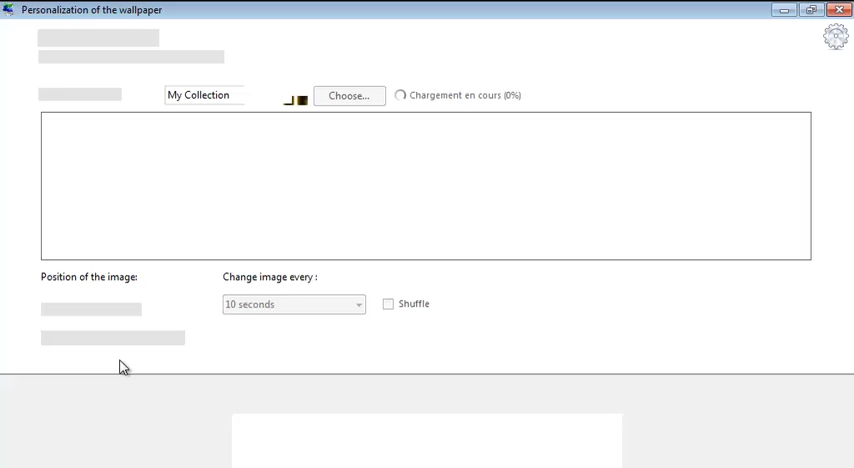 Personalization of the wallpaper
My Collection
Choose...
Chargement en cours (0%)
Position of the image:
Change image every :
10 seconds
Shuffle